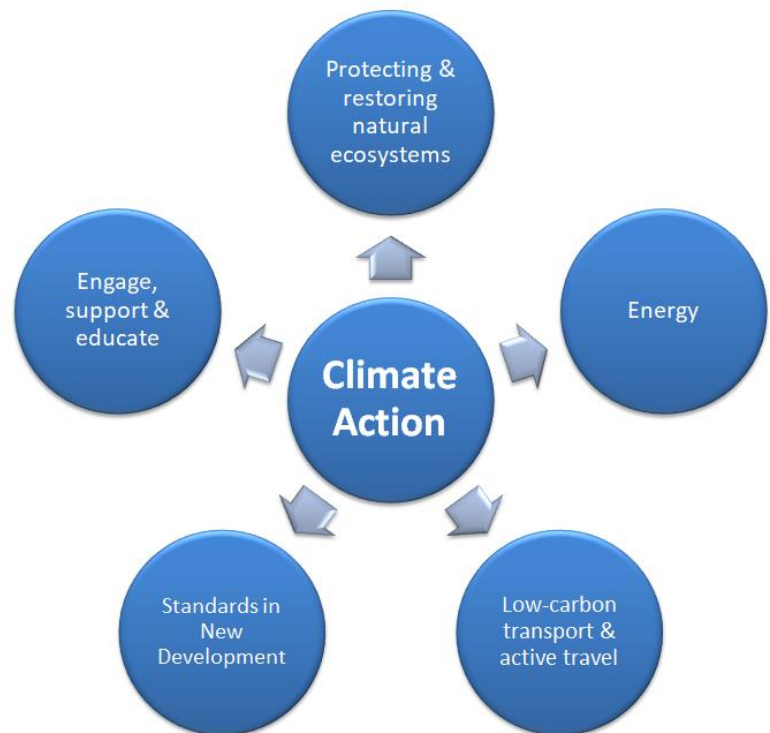 Protecting &
restoring
natural
ecosystems
Engage,
support &
educate
Energy
Climate
Action
Standards in
New
Development
Low-carbon
transport &
active travel